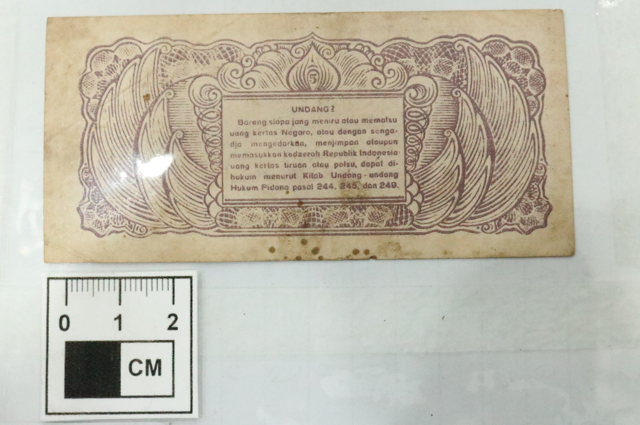 UNDANG2
Barang siapa jang meniru atau memalsu
uang kertas Negara, atau dengan senga-
dja mengedarkan, menjimpan ataupun
memasukkan kedaerah Republik Indonesia
uang kertas tiruan atau palsu, dapat di-
hukum menurut Kitab Undang-undang
Hukum Pidana pasal 244, 245, dan 249.
0 1 2
CM